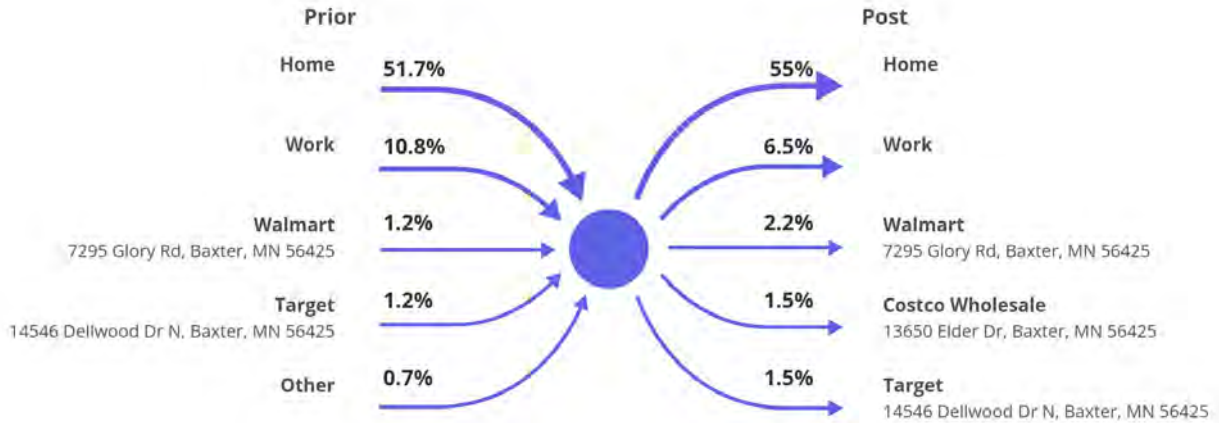 Prior
Post
Home
51.7%
55%
Home
Work
10.8%
6.5%
Work
Walmart
7295 Glory Rd, Baxter, MN 56425
1.2%
2.2%
Walmart
7295 Glory Rd, Baxter, MN 56425
Target
14546 Dellwood Dr N, Baxter, MN 56425
1.2%
1.5%
Costco Wholesale
13650 Elder Dr, Baxter, MN 56425
Other
0.7%
1.5%
Target
14546 Dellwood Dr N, Baxter, MN 56425